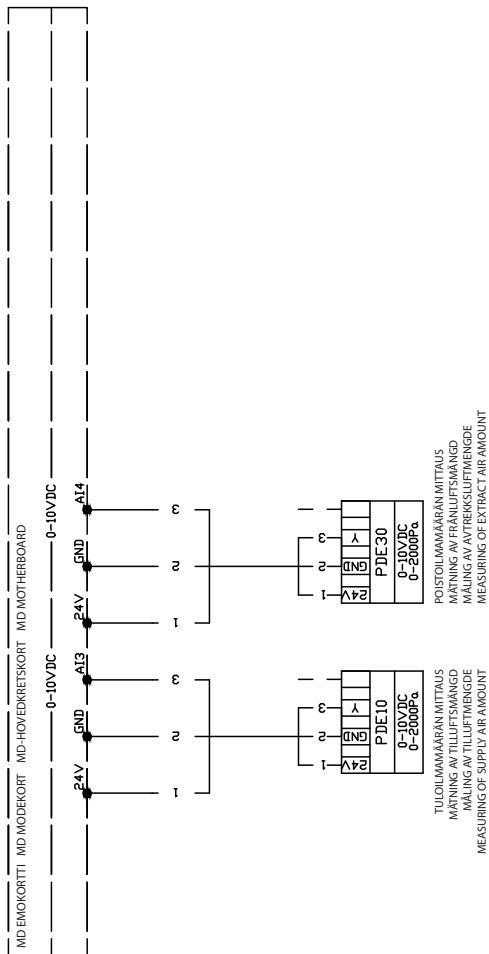 MD EMOKORTTI MD MODEKORT MD-HOVEDKRETSKORT MD MOTHERBOARD
0-10VDC 0-10VDC
24V GND AI3 24V GND AI4
1 2 3 1 2 3
1 2 3 1 2 3
24V GND Y 24V GND Y
PDE10 PDE30
0-10VDC 0-10VDC
0-2000Pa 0-2000Pa
TULOILMAMÄÄRÄN MITTAUS
MÄTNING AV TILLUFTSMÄNGD
MÅLING AV TILLUFTMENGDE
MEASURING OF SUPPLY AIR AMOUNT
POISTOILMAMÄÄRÄN MITTAUS
MÄTNING AV FRÅNLUFTSMÄNGD
MÅLING AV AVTREKKSLUFTMENGDE
MEASURING OF EXTRACT AIR AMOUNT